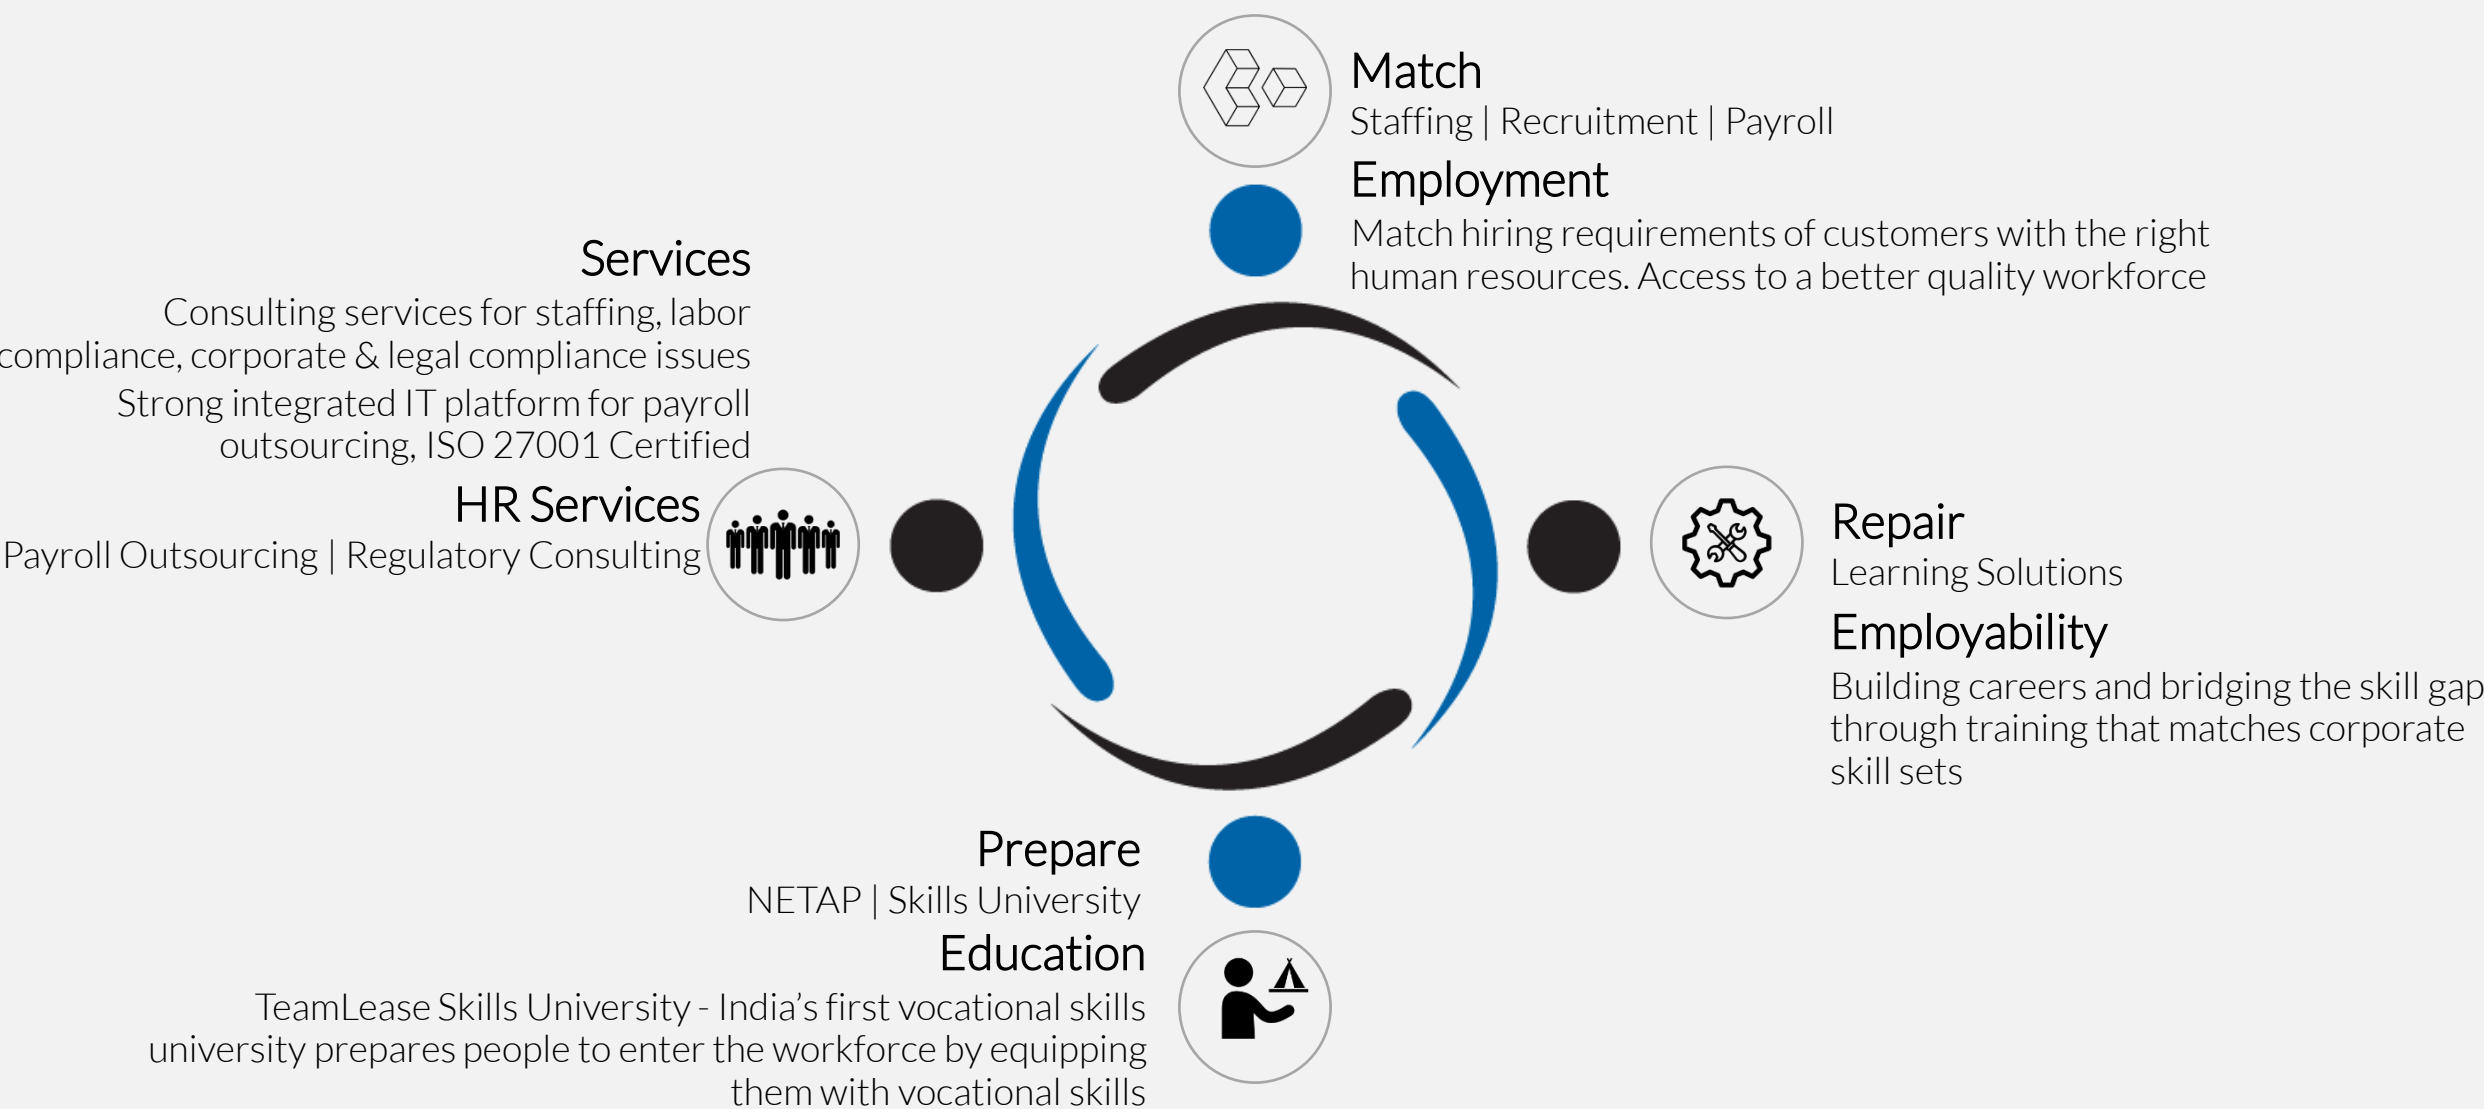 Match
Staffing | Recruitment | Payroll
Employment
Match hiring requirements of customers with the right
human resources. Access to a better quality workforce
Services
Consulting services for staffing, labor
compliance, corporate & legal compliance issues
Strong integrated IT platform for payroll
outsourcing, ISO 27001 Certified
HR Services
Payroll Outsourcing | Regulatory Consulting
Repair
Learning Solutions
Employability
Building careers and bridging the skill gap
through training that matches corporate
skill sets
Prepare
NETAP | Skills University
Education
TeamLease Skills University - India’s first vocational skills
university prepares people to enter the workforce by equipping
them with vocational skills